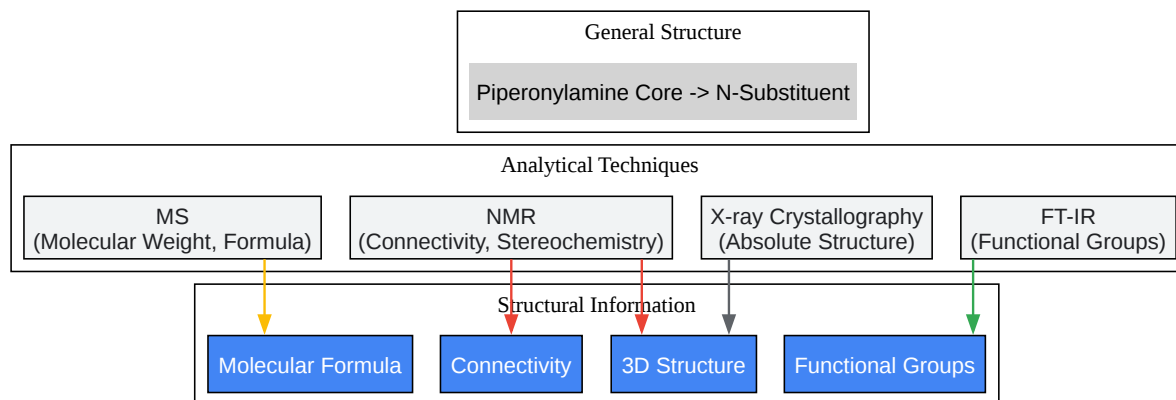 General Structure
Piperonylamine Core -> N-Substituent
Analytical Techniques
MS
(Molecular Weight, Formula)
NMR
(Connectivity, Stereochemistry)
X-ray Crystallography
(Absolute Structure)
FT-IR
(Functional Groups)
Structural Information
Molecular Formula
Connectivity
3D Structure
Functional Groups